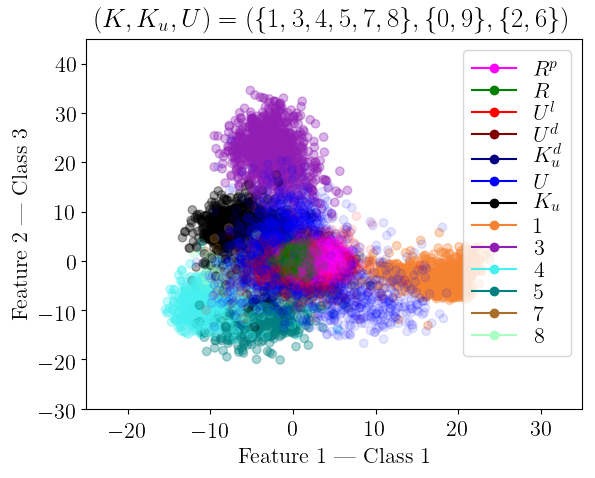 (K, K_u, U) = ({1, 3, 4, 5, 7, 8}, {0, 9}, {2, 6})
40
30
20
10
0
−10
−20
−30
Feature 2 — Class 3
R^p
R
U^l
U^d
K_u^d
U
K_u
1
3
4
5
7
8
−20
−10
0
10
20
30
Feature 1 — Class 1